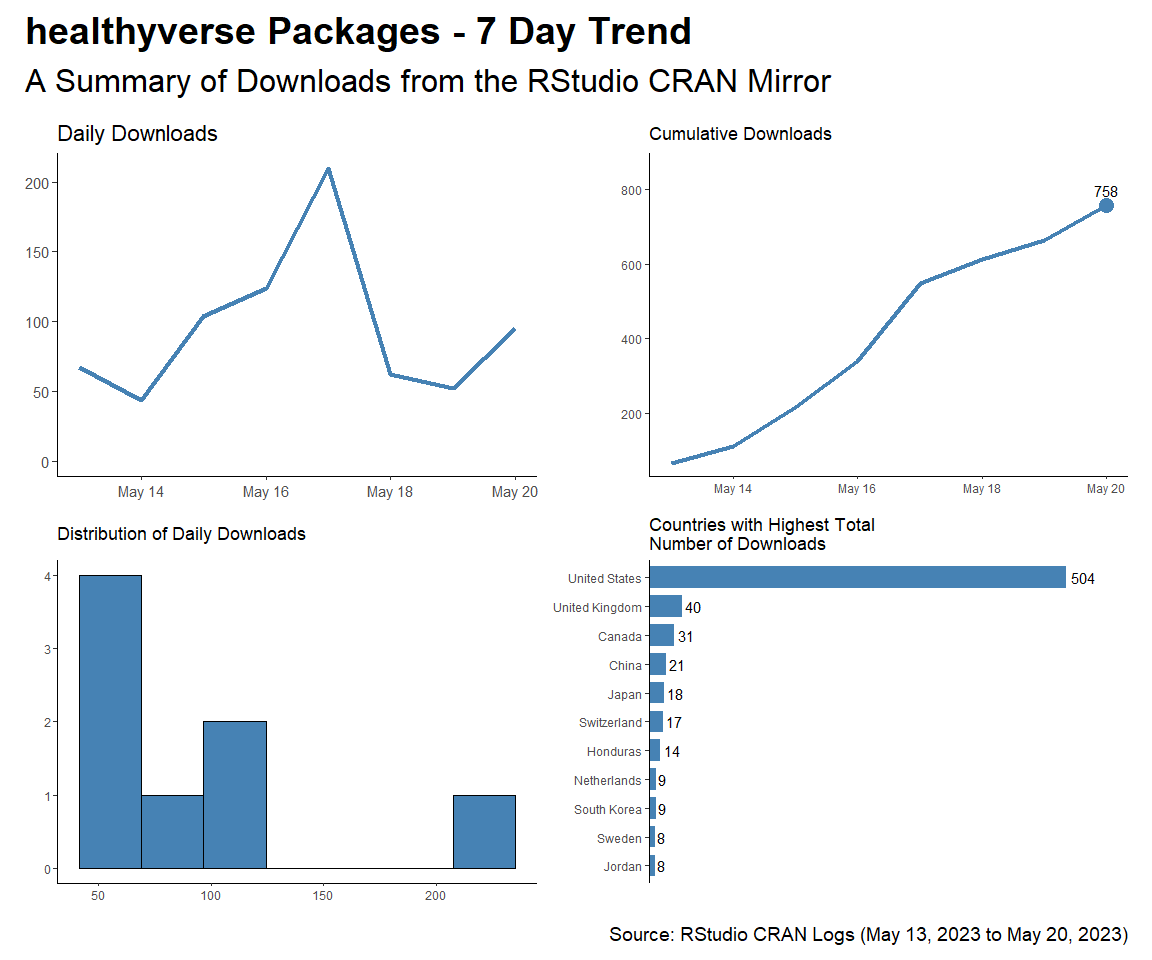 healthyverse Packages - 7 Day Trend
A Summary of Downloads from the RStudio CRAN Mirror
Daily Downloads
200
150
100
50
0
May 14
May 16
May 18
May 20
Cumulative Downloads
800
600
400
200
758
May 14
May 16
May 18
May 20
Distribution of Daily Downloads
4
3
2
1
0
50
100
150
200
Countries with Highest Total
Number of Downloads
United States 504
United Kingdom 40
Canada 31
China 21
Japan 18
Switzerland 17
Honduras 14
Netherlands 9
South Korea 9
Sweden 8
Jordan 8
Source: RStudio CRAN Logs (May 13, 2023 to May 20, 2023)